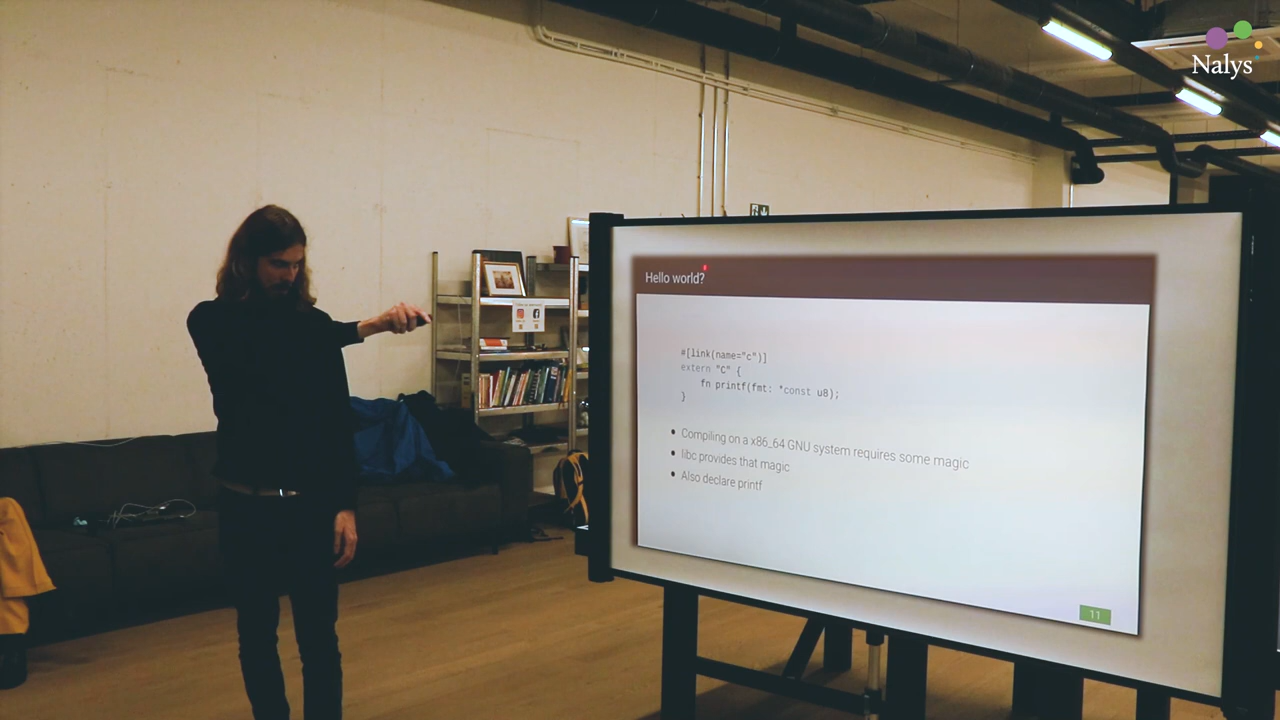 Nalys
Hello world?
#[link(name="c")]
extern "C" {
fn printf(fmt: *const u8);
}
Compiling on a x86_64 GNU system requires some magic
libc provides that magic
Also declare printf
11